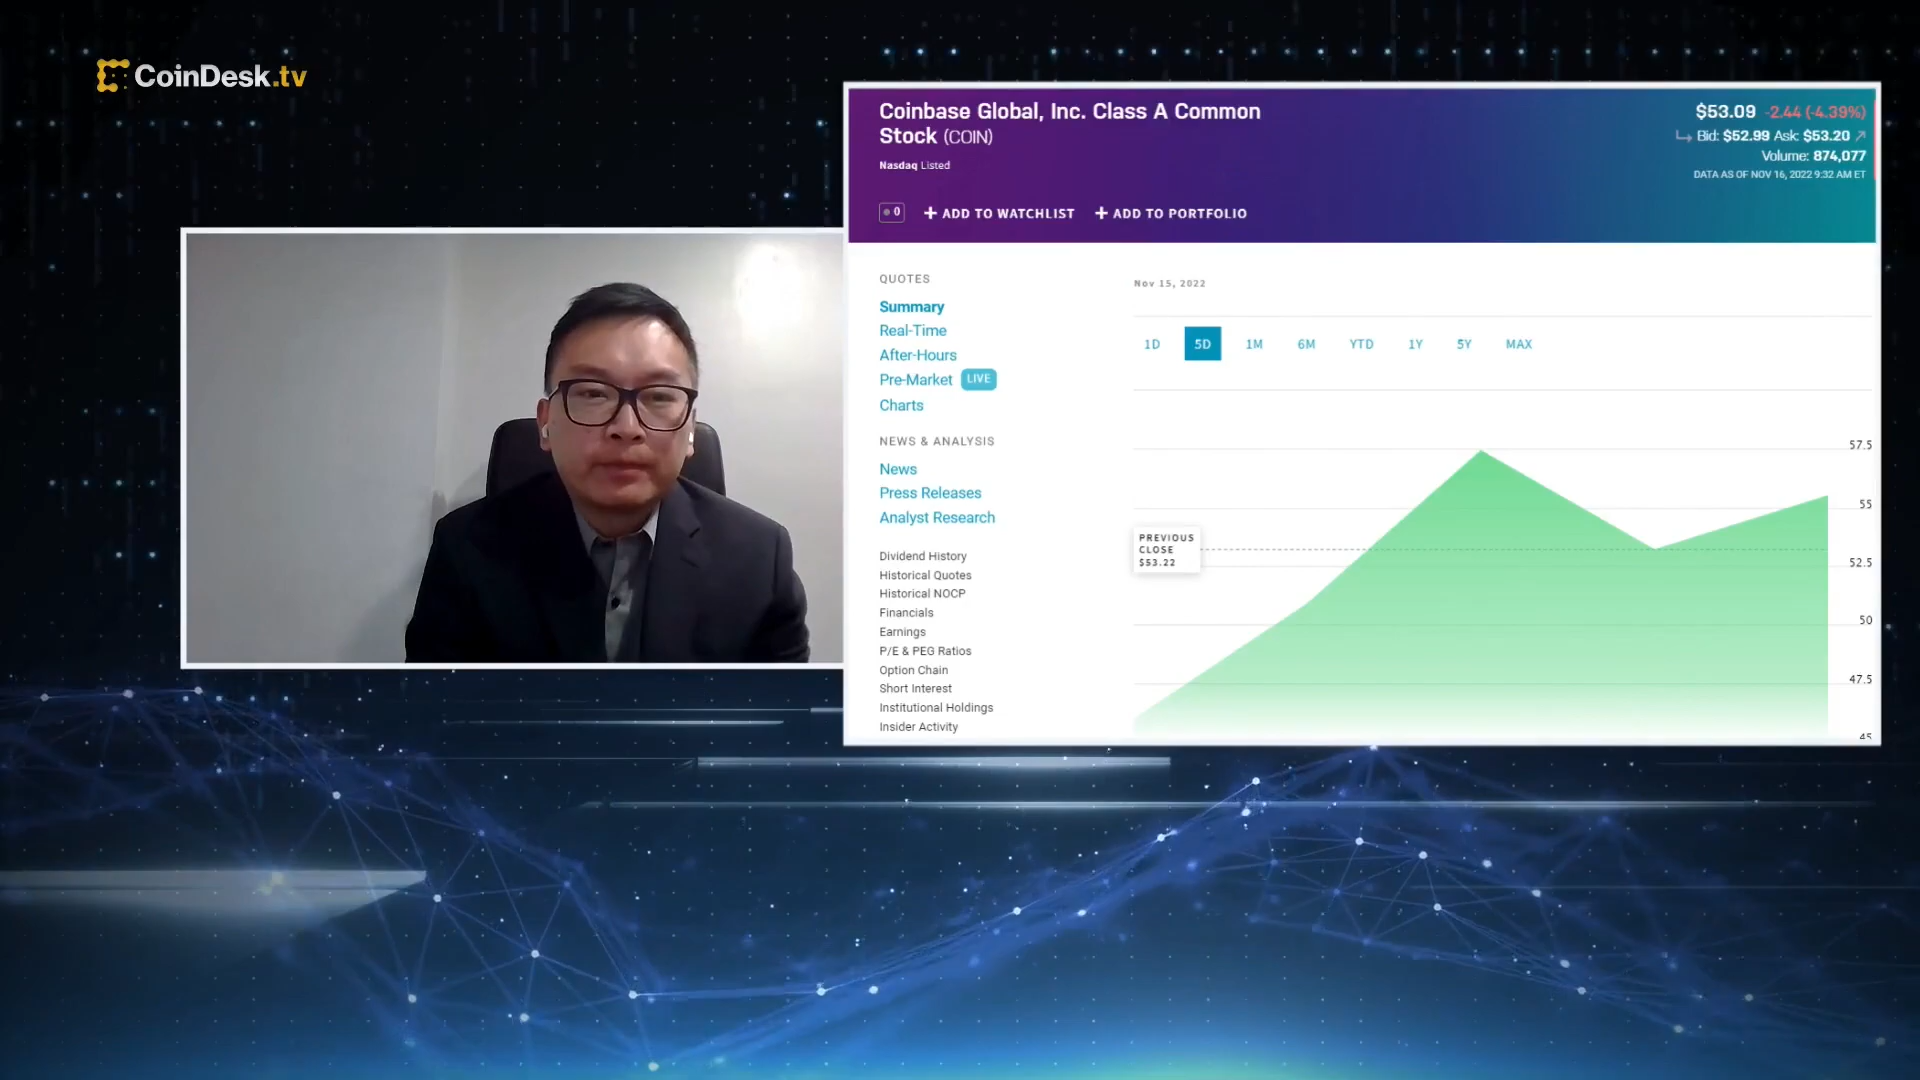 CoinDesk.tv
Coinbase Global, Inc. Class A Common
Stock (COIN)
Nasdaq Listed
0
+ ADD TO WATCHLIST
+ ADD TO PORTFOLIO
$53.09 -2.44 (-4.39%)
Bid: $52.99 Ask: $53.20
Volume: 874,077
DATA AS OF NOV 16, 2022 9:32 AM ET
QUOTES
Summary
Real-Time
After-Hours
Pre-Market LIVE
Charts
NEWS & ANALYSIS
News
Press Releases
Analyst Research
Dividend History
Historical Quotes
Historical NOCP
Financials
Earnings
P/E & PEG Ratios
Option Chain
Short Interest
Institutional Holdings
Insider Activity
Nov 15, 2022
1D 5D 1M 6M YTD 1Y 5Y MAX
57.5
55
52.5
50
47.5
45
PREVIOUS
CLOSE
$53.22